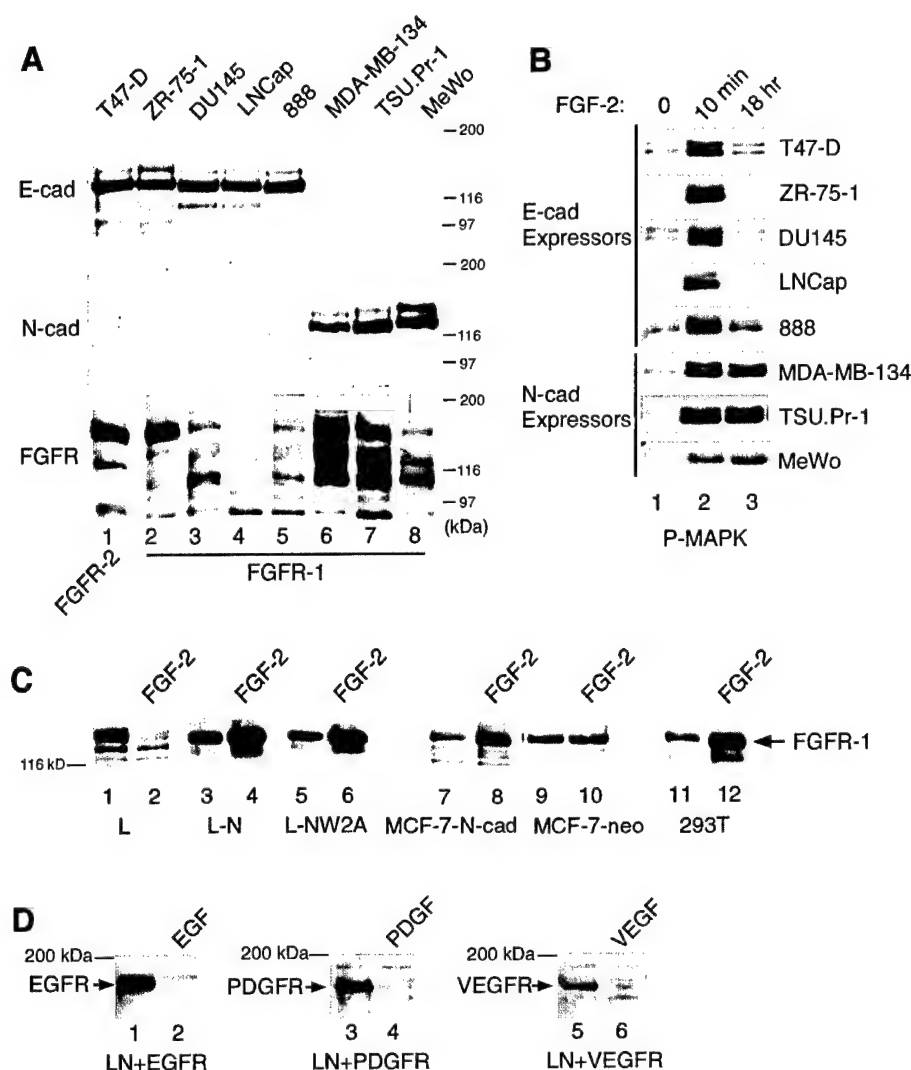 A
T47-D ZR-75-1 DU145 LNCap 888 MDA-MB-134 TSU.Pr-1 MeWo
E-cad
200
116
97
N-cad
200
116
97
FGFR
200
116
97
(kDa)
1 2 3 4 5 6 7 8
FGFR-2
FGFR-1
B
FGF-2: 0 10 min 18 hr
E-cad
Expressors
T47-D
ZR-75-1
DU145
LNCap
888
N-cad
Expressors
MDA-MB-134
TSU.Pr-1
MeWo
1 2 3
P-MAPK
C
FGF-2 FGF-2 FGF-2 FGF-2 FGF-2 FGF-2
FGFR-1
116 kD
1 2 3 4 5 6 7 8 9 10 11 12
L L-N L-NW2A MCF-7-N-cad MCF-7-neo 293T
D
EGF
200 kDa
EGFR
1 2
LN+EGFR
PDGF
200 kDa
PDGFR
3 4
LN+PDGFR
VEGF
200 kDa
VEGFR
5 6
LN+VEGFR